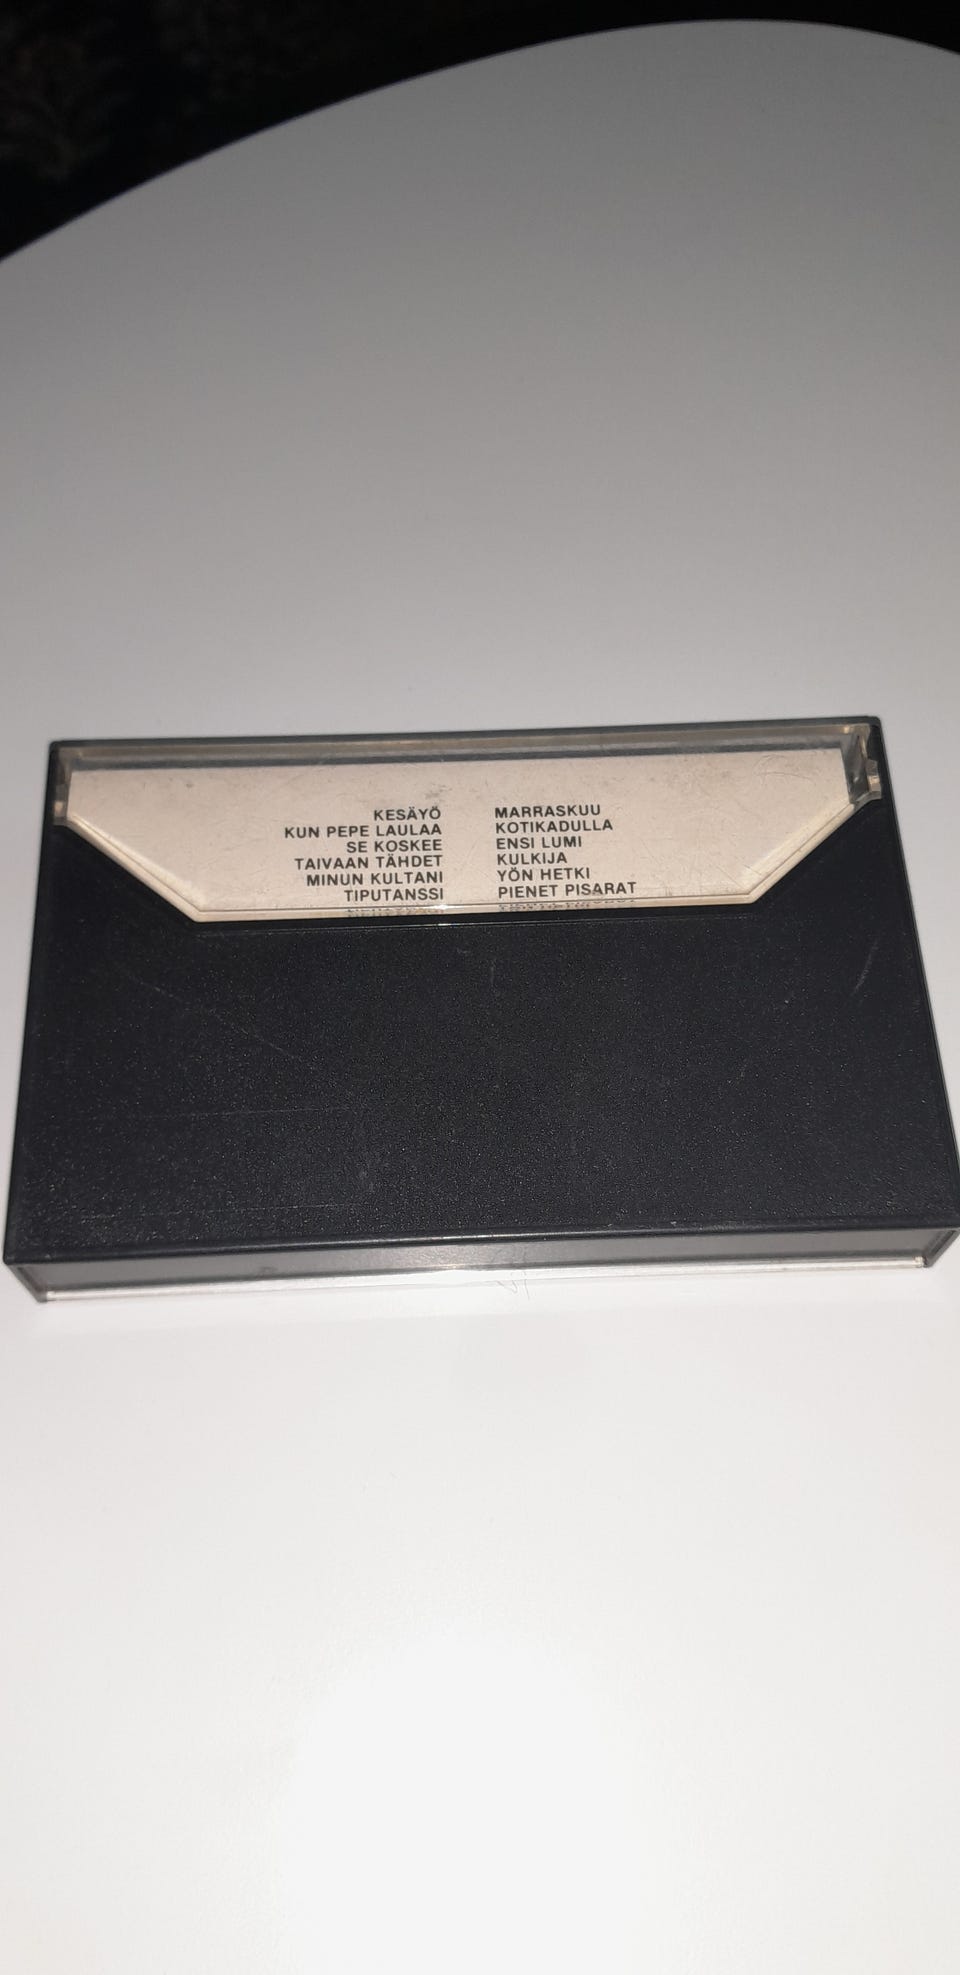 KESÄYÖ
KUN PEPE LAULAA
SE KOSKEE
TAIVAAN TÄHDET
MINUN KULTANI
TIPUTANSSI
MARRASKUU
KOTIKADULLA
ENSI LUMI
KULKIJA
YÖN HETKI
PIENET PISARAT